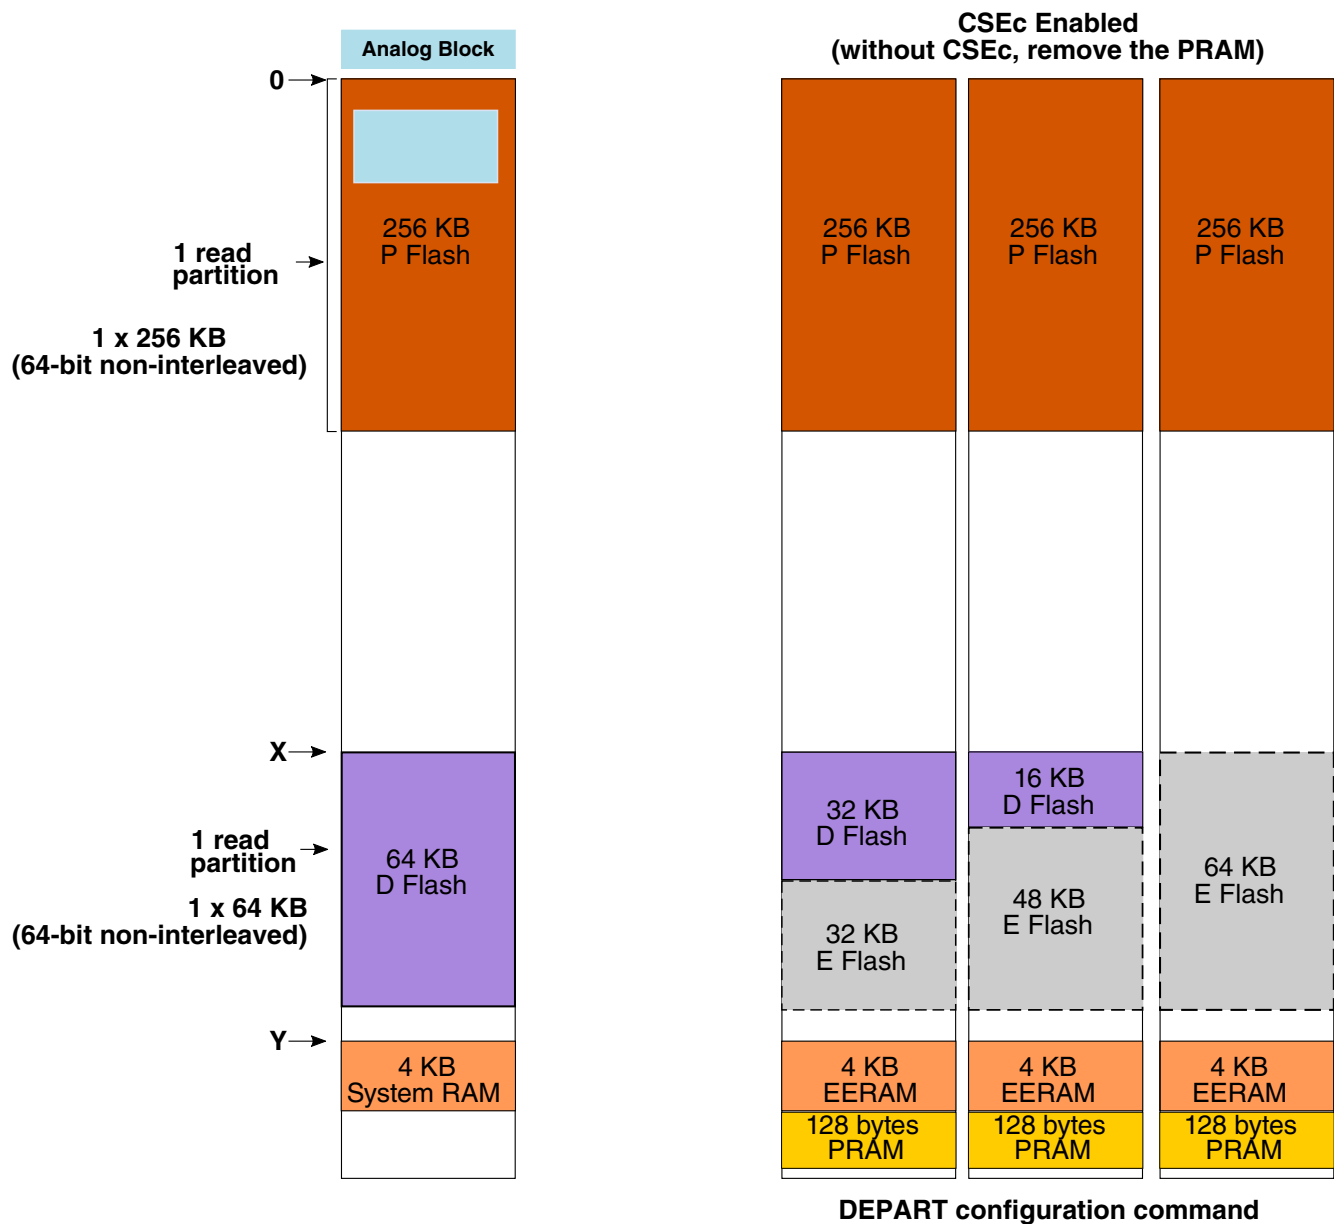 Analog Block
0
256 KB
P Flash
1 read
partition
1 x 256 KB
(64-bit non-interleaved)
X
1 read
partition
64 KB
D Flash
1 x 64 KB
(64-bit non-interleaved)
Y
4 KB
System RAM
CSEc Enabled
(without CSEc, remove the PRAM)
256 KB
P Flash
32 KB
D Flash
32 KB
E Flash
4 KB
EERAM
128 bytes
PRAM
256 KB
P Flash
16 KB
D Flash
48 KB
E Flash
4 KB
EERAM
128 bytes
PRAM
256 KB
P Flash
64 KB
E Flash
4 KB
EERAM
128 bytes
PRAM
DEPART configuration command